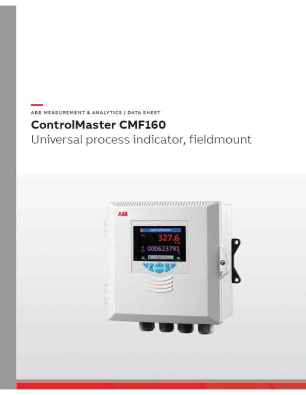 ABB MEASUREMENT & ANALYTICS | DATA SHEET
ControlMaster CMF160
Universal process indicator, fieldmount
ABB
327.6
000623791